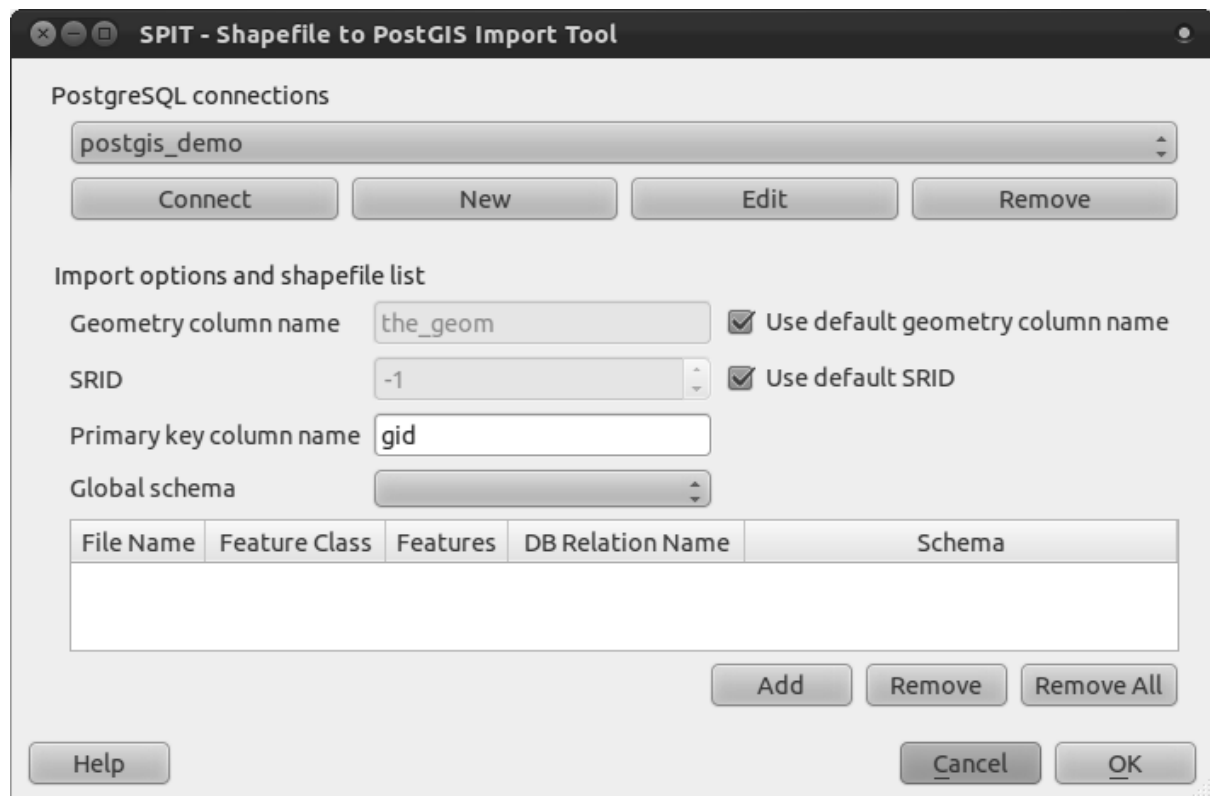 SPIT - Shapefile to PostGIS Import Tool
PostgreSQL connections
postgis_demo
Connect New Edit Remove
Import options and shapefile list
Geometry column name the_geom Use default geometry column name
SRID -1 Use default SRID
Primary key column name gid
Global schema
File Name Feature Class Features DB Relation Name Schema
Add Remove Remove All
Help Cancel OK